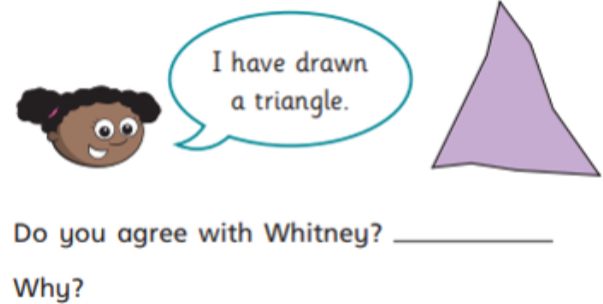 I have drawn
a triangle.
Do you agree with Whitney?
Why?